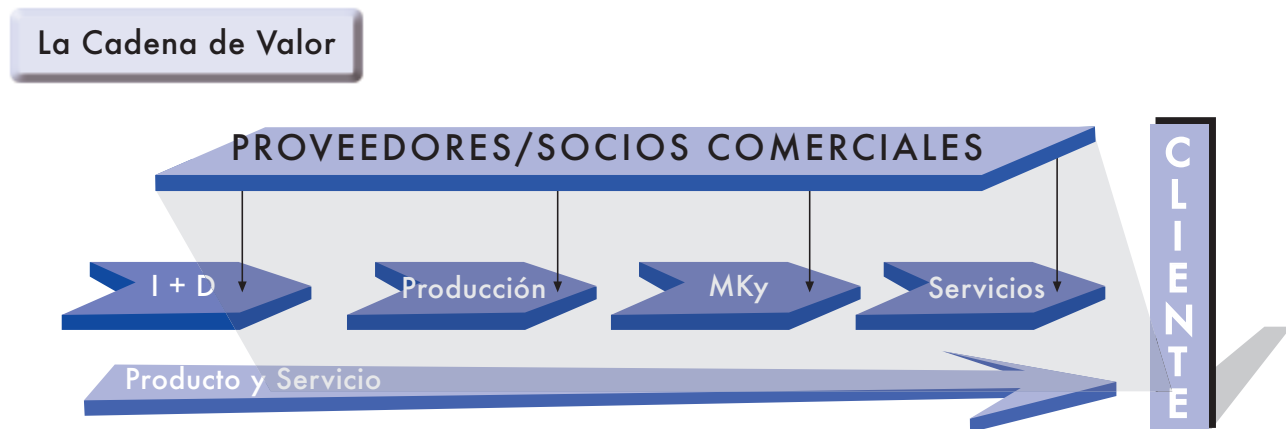 La Cadena de Valor
PROVEEDORES/SOCIOS COMERCIALES
I + D
Producción
MKy
Servicios
Producto y Servicio
CLIENTE